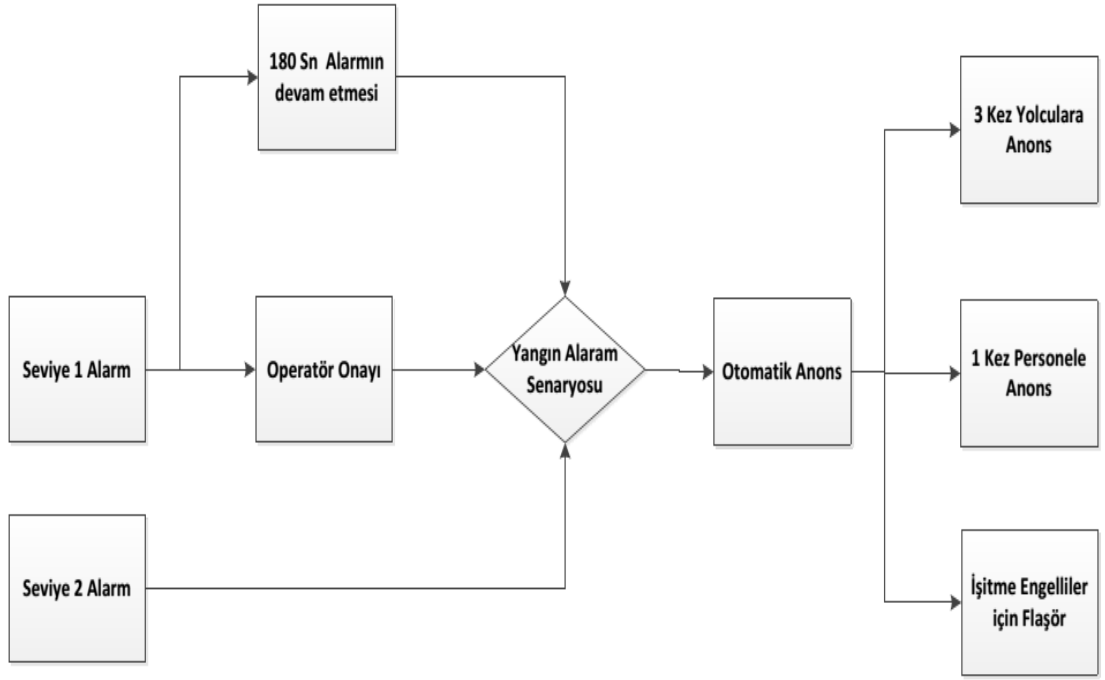 180 Sn Alarmın
devam etmesi
3 Kez Yolculara
Anons
Seviye 1 Alarm
Operatör Onayı
Yangın Alaram
Senaryosu
Otomatik Anons
1 Kez Personele
Anons
Seviye 2 Alarm
İşitme Engelliler
için Flaşör